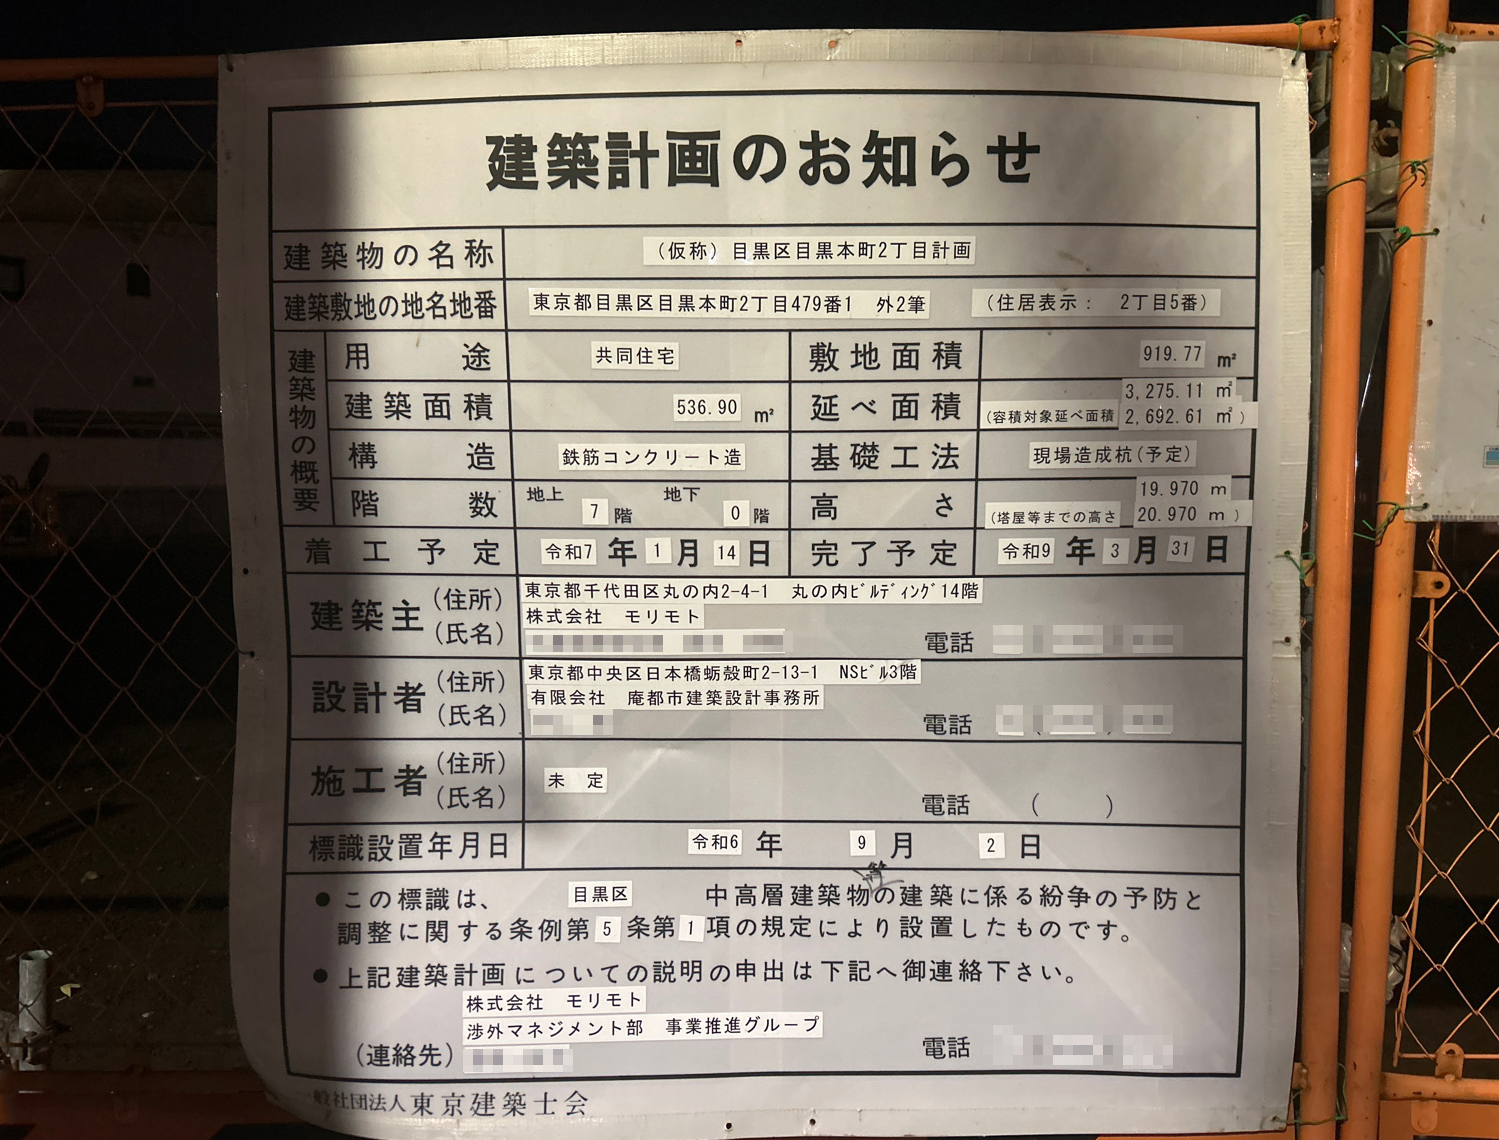 建築計画のお知らせ
建築物の名称 （仮称）目黒区目黒本町2丁目計画
建築敷地の地名地番 東京都目黒区目黒本町2丁目479番1　外2筆 （住居表示：　2丁目5番）
建築物の概要
用途 共同住宅 敷地面積 919.77 m²
建築面積 536.90 m² 延べ面積 3,275.11 m²
（容積対象延べ面積 2,692.61 m²）
構造 鉄筋コンクリート造 基礎工法 現場造成杭(予定)
階数 地上 7 階 地下 0 階 高さ 19.970 m
（塔屋等までの高さ 20.970 m）
着工予定 令和7 年 1 月 14 日 完了予定 令和9 年 3 月 31 日
建築主 （住所） 東京都千代田区丸の内2-4-1　丸の内ﾋﾞﾙﾃﾞｨﾝｸﾞ14階
（氏名） 株式会社　モリモト
電話
設計者 （住所） 東京都中央区日本橋蛎殻町2-13-1　NSﾋﾞﾙ3階
（氏名） 有限会社　庵都市建築設計事務所
電話
施工者 （住所）
（氏名） 未　定
電話　（　　）
標識設置年月日 令和6 年 9 月 2 日
●この標識は、 目黒区 中高層建築物の建築に係る紛争の予防と
調整に関する条例第 5 条第 1 項の規定により設置したものです。
●上記建築計画についての説明の申出は下記へ御連絡下さい。
株式会社　モリモト
渉外マネジメント部　事業推進グループ
（連絡先） 電話
般社団法人 東京建築士会